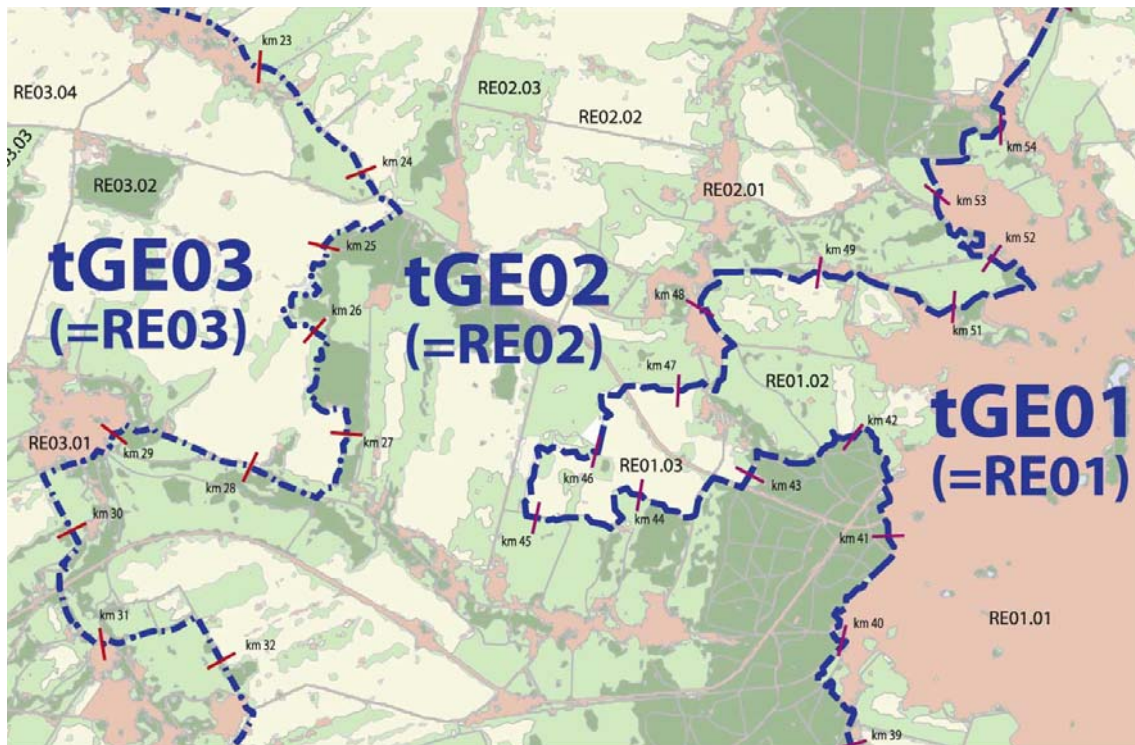 km 23
RE03.04
RE02.03
RE02.02
km 54
03.03
km 24
RE03.02
RE02.01
km 53
km 25
km 52
tGE03
(=RE03)
tGE02
(=RE02)
km 49
km 48
km 51
km 26
km 47
RE01.02
tGE01
(=RE01)
RE03.01
km 29
km 27
km 42
RE01.03
km 46
km 28
km 43
km 44
km 30
km 45
km 41
km 31
km 32
km 40
RE01.01
km 39